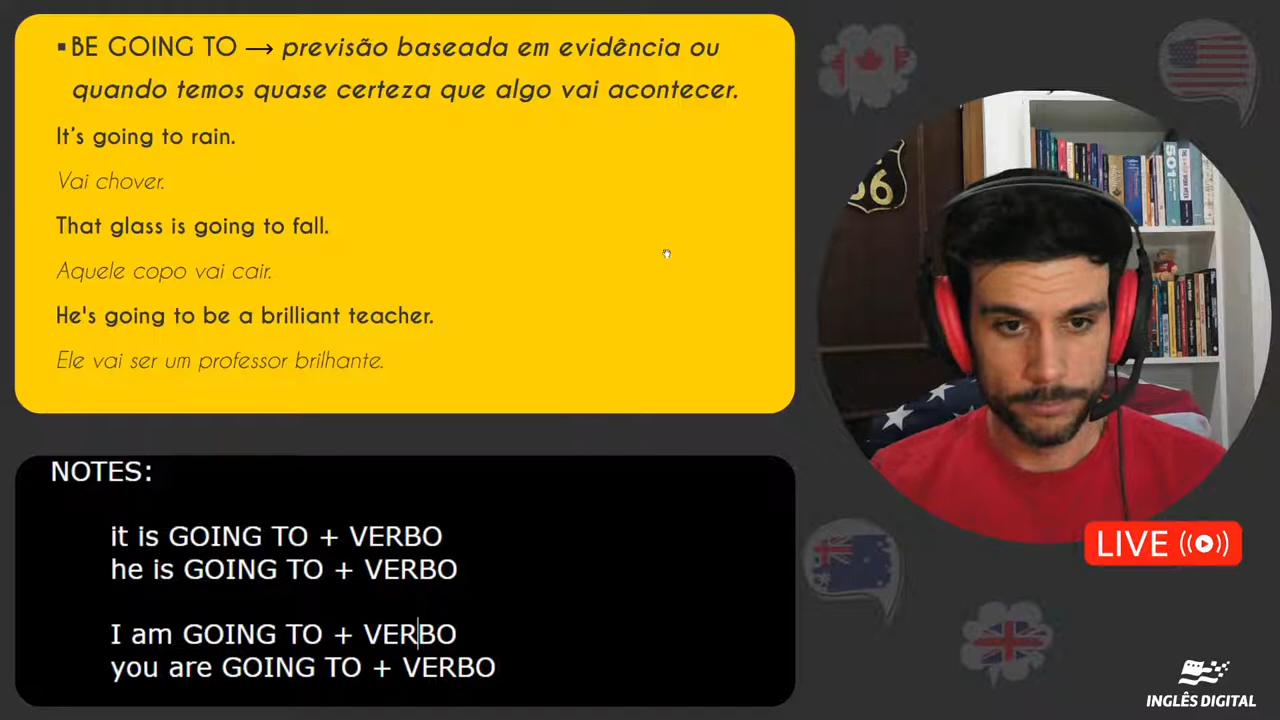 ▪BE GOING TO → previsão baseada em evidência ou
quando temos quase certeza que algo vai acontecer.
It's going to rain.
Vai chover.
That glass is going to fall.
Aquele copo vai cair.
He's going to be a brilliant teacher.
Ele vai ser um professor brilhante.
NOTES:
it is GOING TO + VERBO
he is GOING TO + VERBO
I am GOING TO + VERBO
you are GOING TO + VERBO
66
501
LIVE
INGLÊS DIGITAL